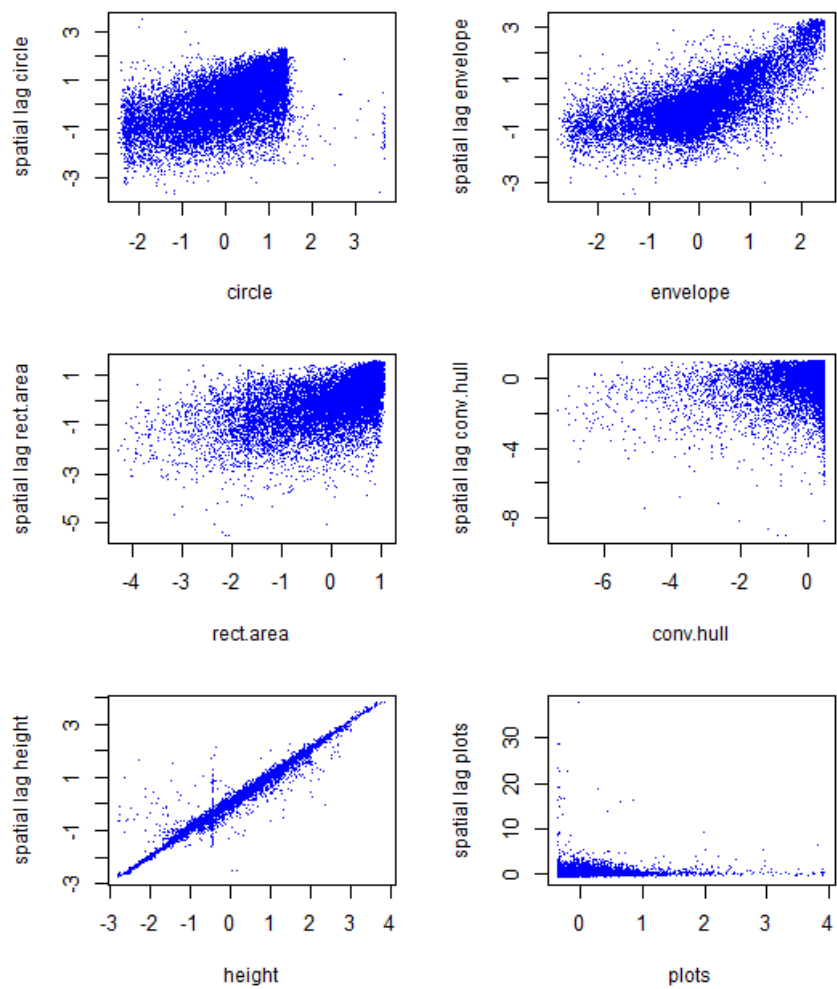 spatial lag circle
3
1
-1
-3
-2 -1 0 1 2 3
circle
spatial lag envelope
3
1
-1
-3
-2 -1 0 1 2
envelope
spatial lag rect.area
1
-1
-3
-5
-4 -3 -2 -1 0 1
rect.area
spatial lag conv.hull
0
-4
-8
-6 -4 -2 0
conv.hull
spatial lag height
3
1
-1
-3
-3 -2 -1 0 1 2 3 4
height
spatial lag plots
30
20
10
0
0 1 2 3 4
plots